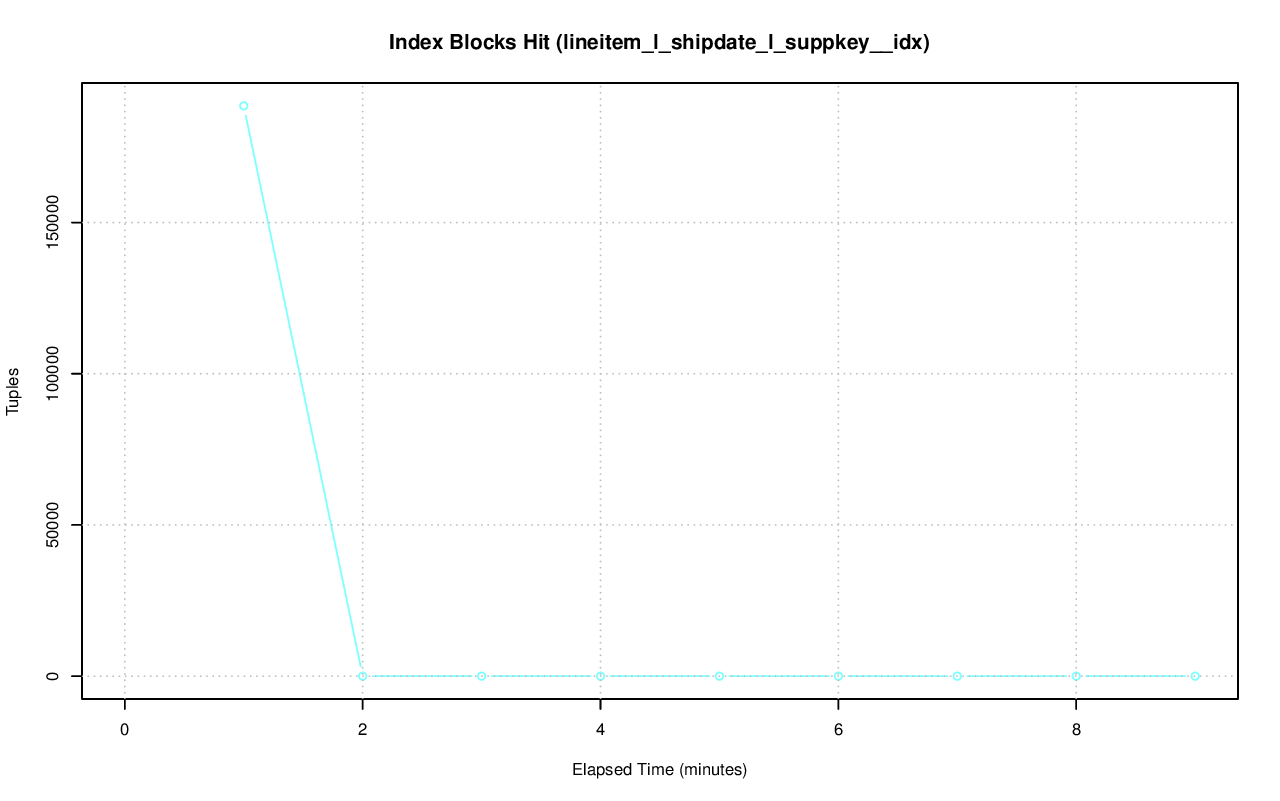 Index Blocks Hit (lineitem_l_shipdate_l_suppkey__idx)
Tuples
150000
100000
50000
0
0 2 4 6 8
Elapsed Time (minutes)